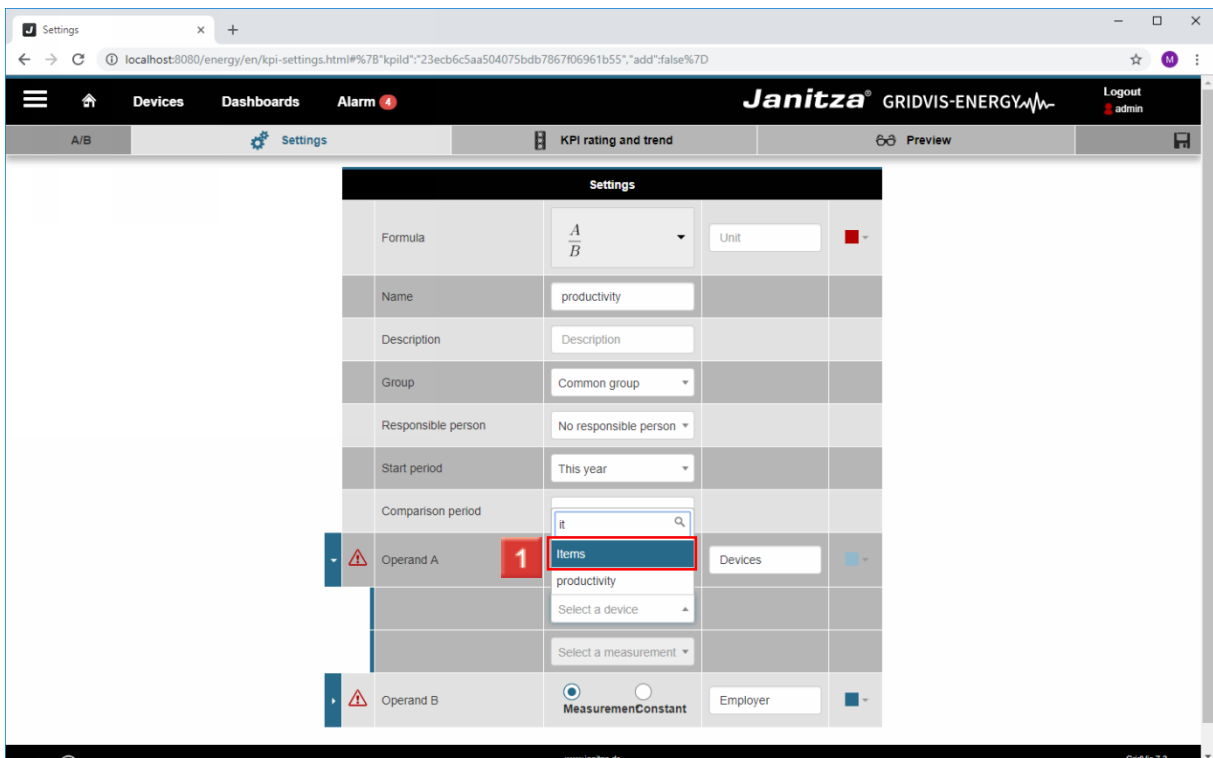 Settings
localhost:8080/energy/en/kpi-settings.html#%7B"kpiId":"23ecb6c5aa504075bdb7867f06961b55","add":false%7D
M
Devices Dashboards Alarm 4 Janitza® GRIDVIS-ENERGY Logout
admin
A/B Settings KPI rating and trend Preview
Settings
Formula A/B Unit
Name productivity
Description Description
Group Common group
Responsible person No responsible person
Start period This year
Comparison period
it
Operand A 1 Items Devices
productivity
Select a device
Select a measurement
Operand B MeasuremenConstant Employer